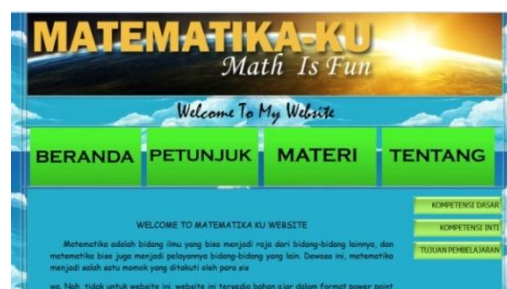 MATEMATIKA-KU
Math Is Fun
Welcome To My Website
BERANDA
PETUNJUK
MATERI
TENTANG
KOMPETENSI DASAR
KOMPETENSI INTI
TUJUAN PEMBELAJARAN
WELCOME TO MATEMATIKA KU WEBSITE
Matematika adalah bidang ilmu yang bisa menjadi raja dari bidang-bidang lainnya, dan
matematika bisa juga menjadi pelayannya bidang-bidang yang lain. Dewasa ini, matematika
menjadi salah satu momok yang ditakuti oleh para sis
wa. Nah, tidak untuk website ini, website ini tersedia bahan ajar dalam format power point